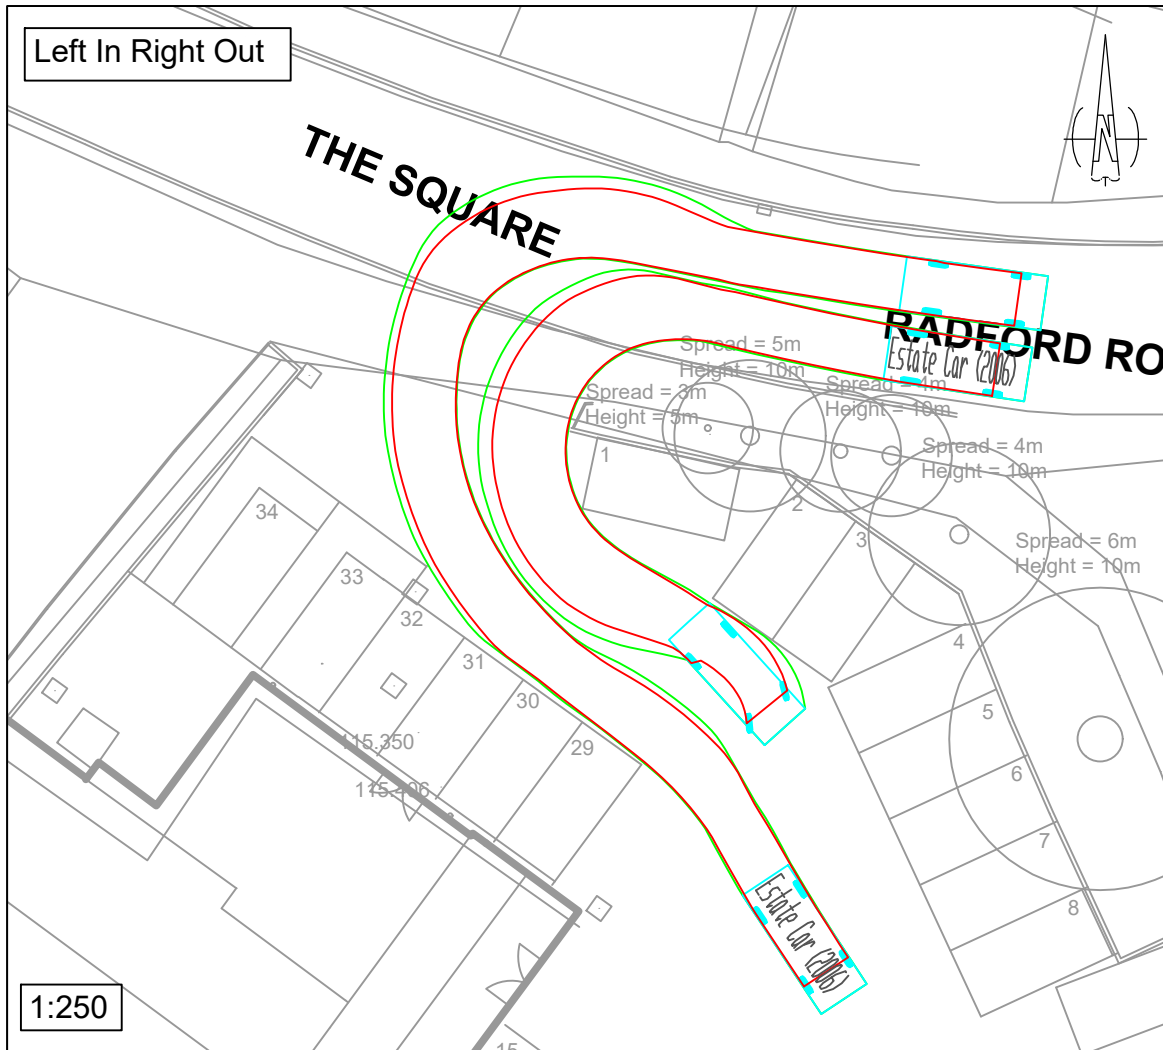 Left In Right Out
N
THE SQUARE
RADFORD RO
Estate Car (2006)
Spread = 5m
Height = 10m
Spread = 4m
Height = 10m
Spread = 3m
Height = 5m
Spread = 4m
Height = 10m
Spread = 6m
Height = 10m
1
2
3
4
5
6
7
8
34
33
32
31
30
29
115.350
115.406
Estate Car (2006)
1:250
15